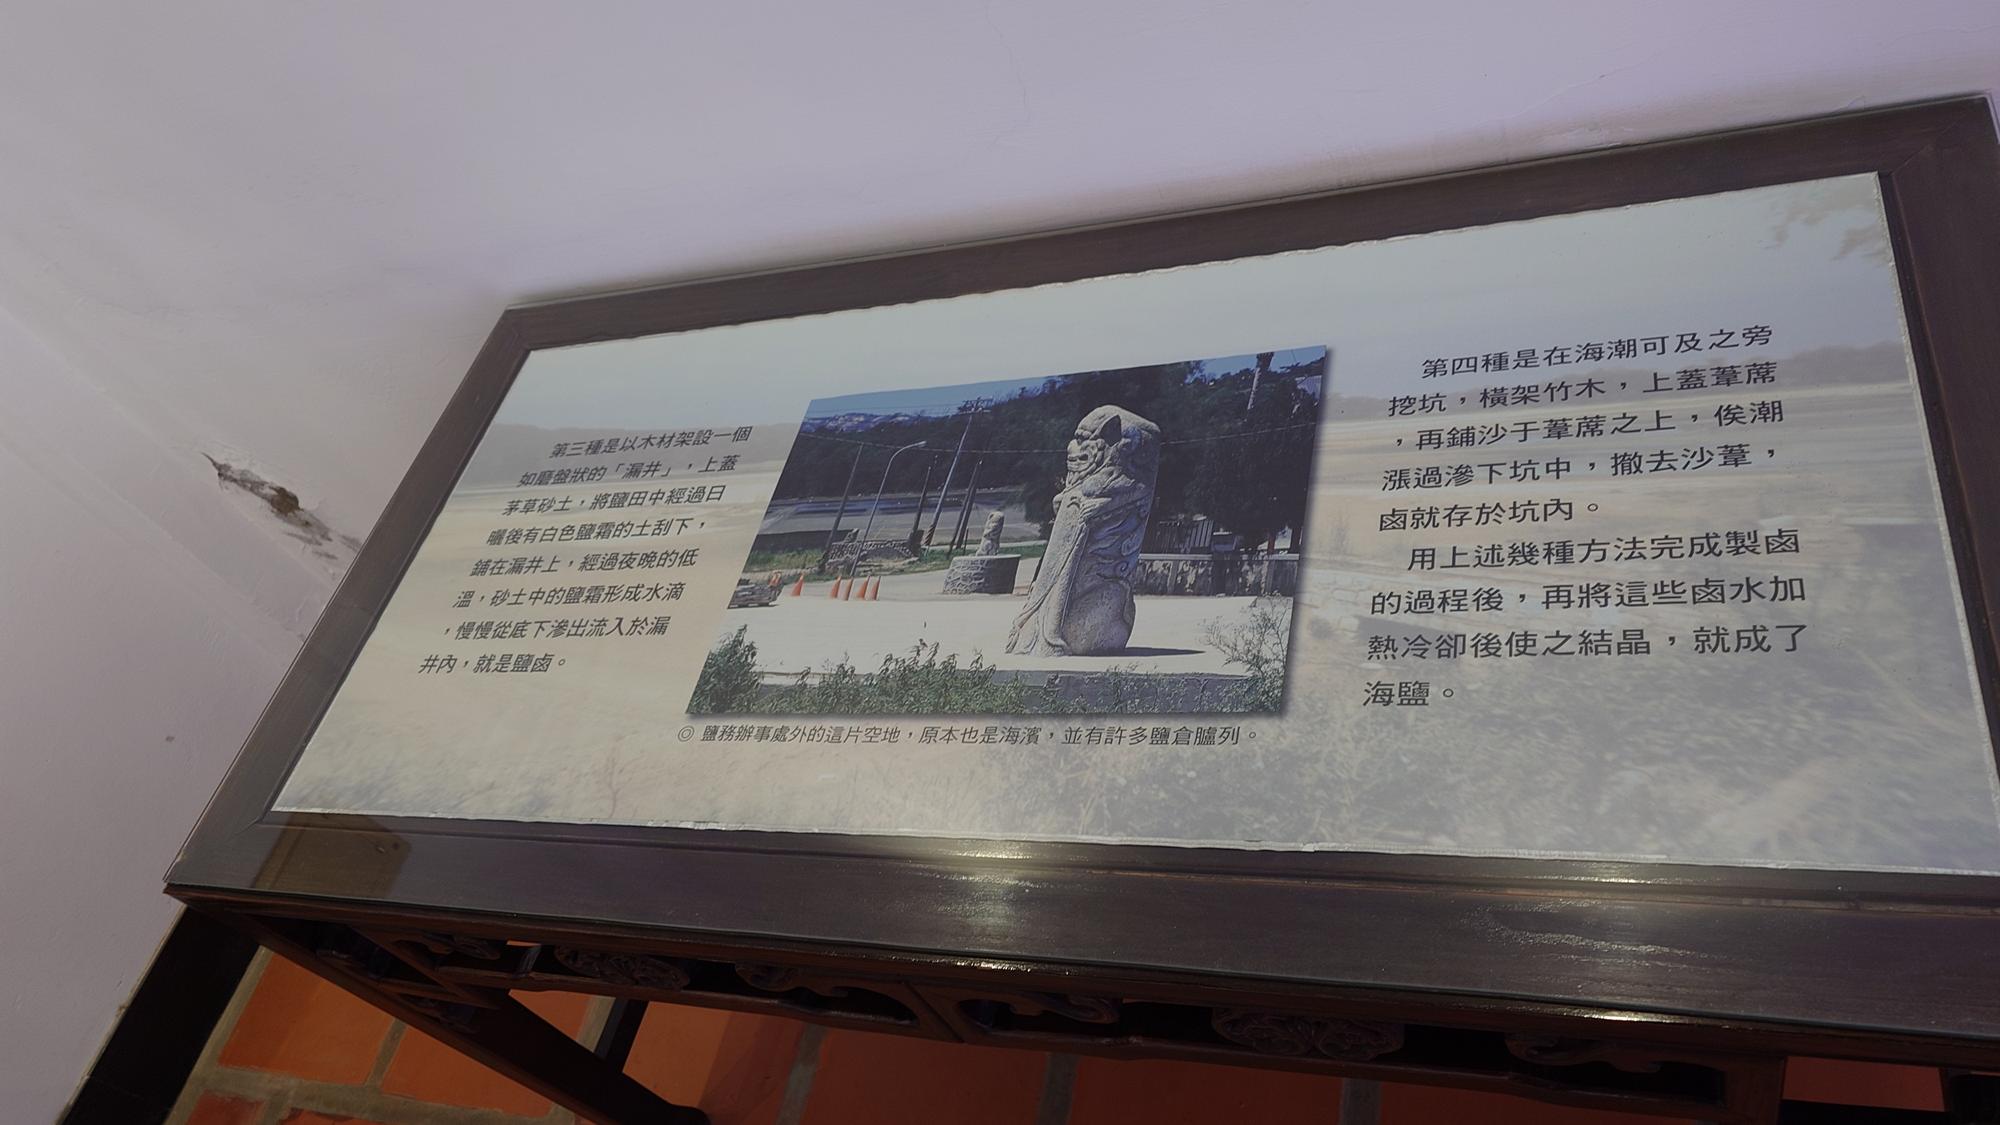 第三種是以木材架設一個
如磨盤狀的「漏井」，上蓋
茅草砂土，將鹽田中經過日
曬後有白色鹽霜的土刮下，
鋪在漏井上，經過夜晚的低
溫，砂土中的鹽霜形成水滴
，慢慢從底下滲出流入於漏
井內，就是鹽鹵。
◎ 鹽務辦事處外的這片空地，原本也是海濱，並有許多鹽倉臚列。
第四種是在海潮可及之旁
挖坑，橫架竹木，上蓋葦蓆
，再鋪沙于葦蓆之上，俟潮
漲過滲下坑中，撤去沙葦，
鹵就存於坑內。
用上述幾種方法完成製鹵
的過程後，再將這些鹵水加
熱冷卻後使之結晶，就成了
海鹽。